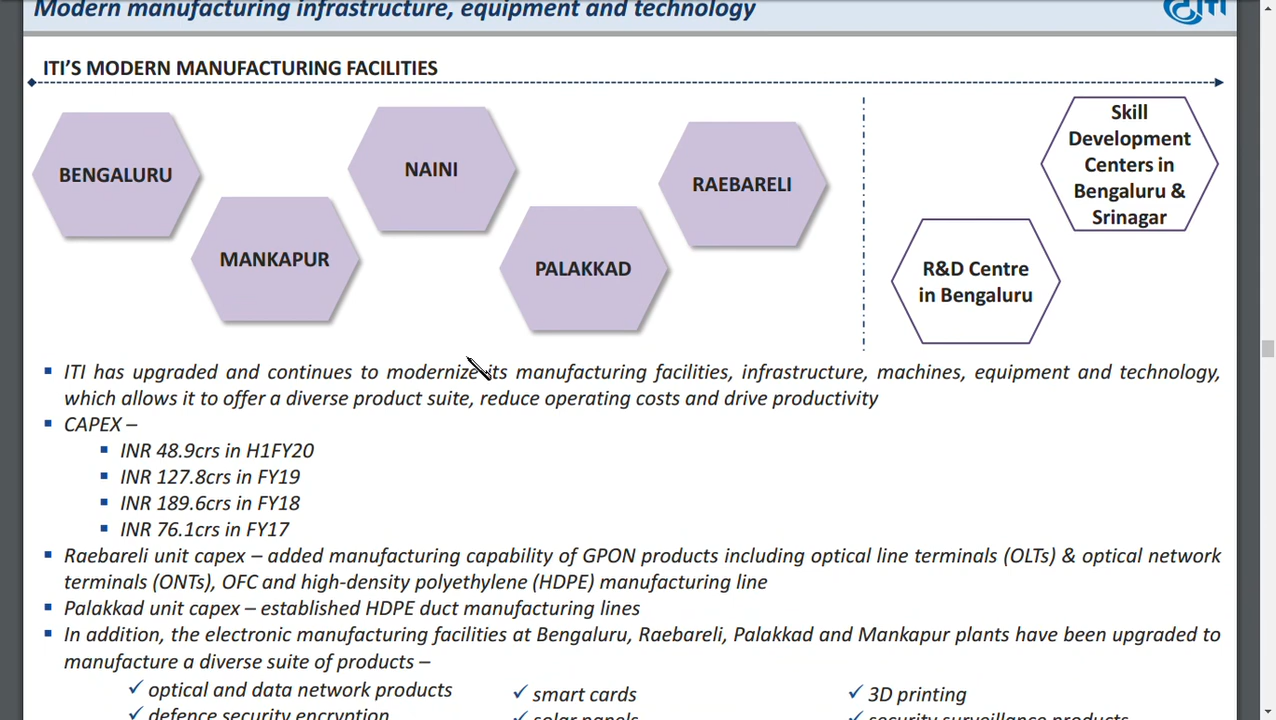 Modern manufacturing infrastructure, equipment and technology
ITI
ITI’S MODERN MANUFACTURING FACILITIES
BENGALURU
MANKAPUR
NAINI
PALAKKAD
RAEBARELI
R&D Centre
in Bengaluru
Skill
Development
Centers in
Bengaluru &
Srinagar
ITI has upgraded and continues to modernize its manufacturing facilities, infrastructure, machines, equipment and technology,
which allows it to offer a diverse product suite, reduce operating costs and drive productivity
CAPEX –
INR 48.9crs in H1FY20
INR 127.8crs in FY19
INR 189.6crs in FY18
INR 76.1crs in FY17
Raebareli unit capex – added manufacturing capability of GPON products including optical line terminals (OLTs) & optical network
terminals (ONTs), OFC and high-density polyethylene (HDPE) manufacturing line
Palakkad unit capex – established HDPE duct manufacturing lines
In addition, the electronic manufacturing facilities at Bengaluru, Raebareli, Palakkad and Mankapur plants have been upgraded to
manufacture a diverse suite of products –
optical and data network products
smart cards
3D printing
defence security encryption
solar panels
security surveillance products